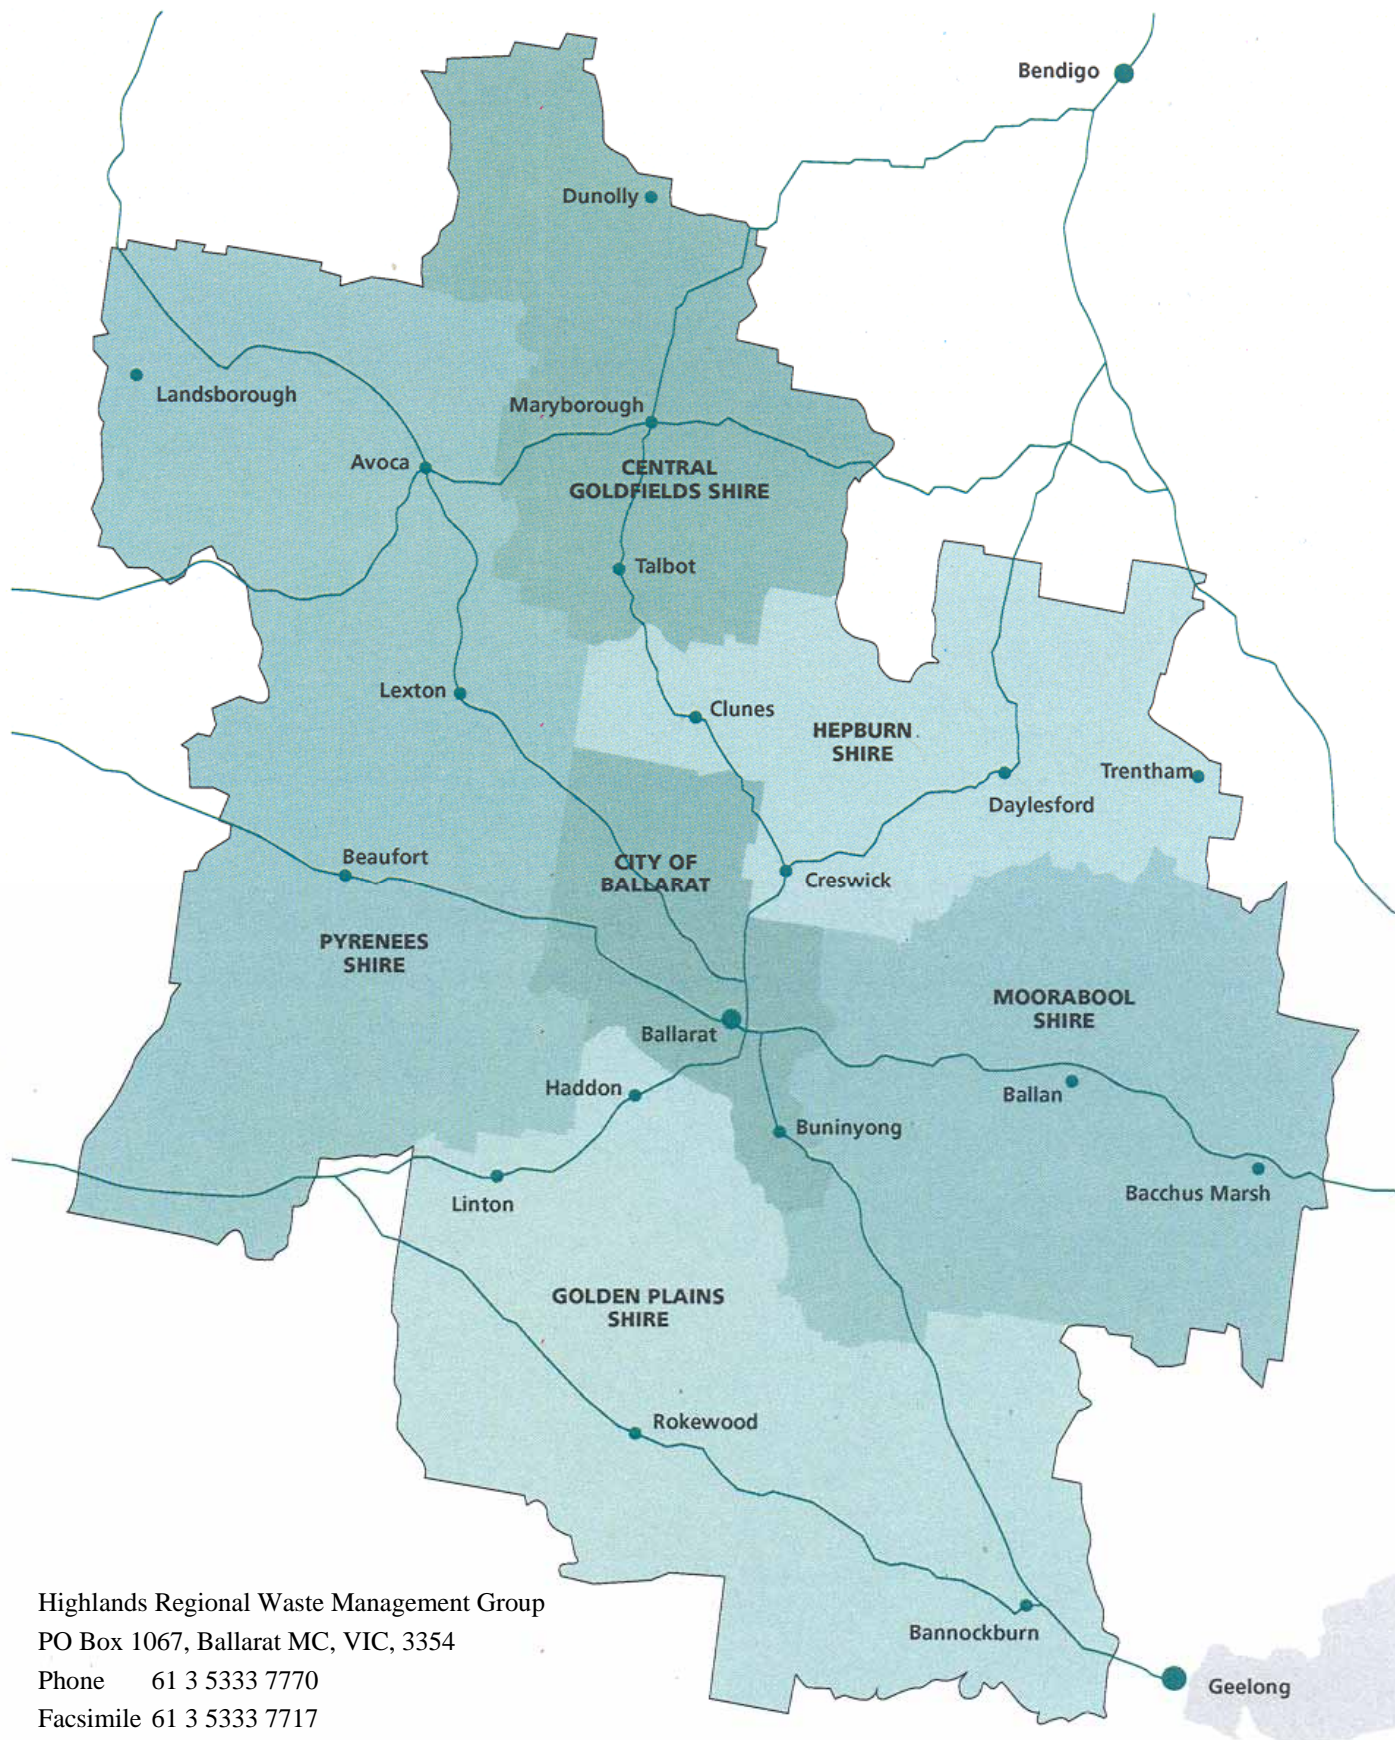 Bendigo
Dunolly
Landsborough
Maryborough
Avoca
CENTRAL
GOLDFIELDS SHIRE
Talbot
Lexton
Clunes
HEPBURN
SHIRE
Trentham
Daylesford
Beaufort
CITY OF
BALLARAT
Creswick
PYRENEES
SHIRE
MOORABOOL
SHIRE
Ballarat
Haddon
Ballan
Buninyong
Bacchus Marsh
Linton
GOLDEN PLAINS
SHIRE
Rokewood
Bannockburn
Geelong
Highlands Regional Waste Management Group
PO Box 1067, Ballarat MC, VIC, 3354
Phone 61 3 5333 7770
Facsimile 61 3 5333 7717